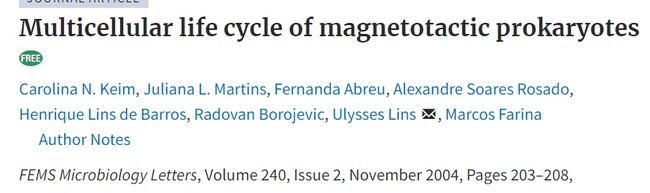 JOURNAL ARTICLE
Multicellular life cycle of magnetotactic prokaryotes
FREE
Carolina N. Keim, Juliana L. Martins, Fernanda Abreu, Alexandre Soares Rosado,
Henrique Lins de Barros, Radovan Borojevic, Ulysses Lins, Marcos Farina
Author Notes
FEMS Microbiology Letters, Volume 240, Issue 2, November 2004, Pages 203–208,